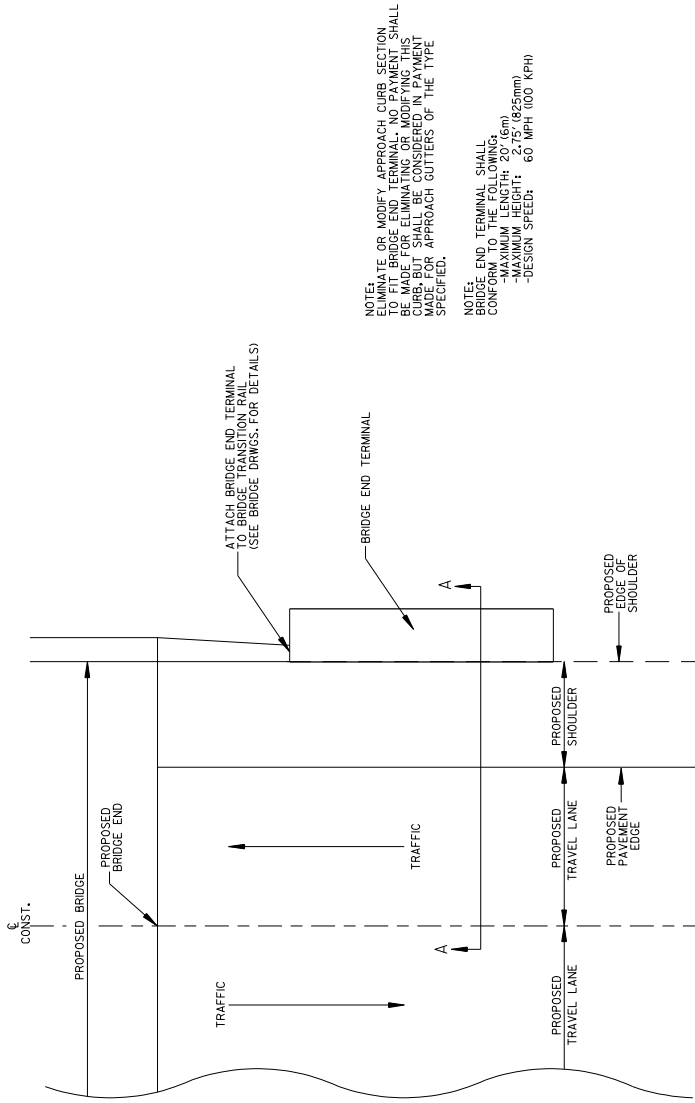 ℄
CONST.
PROPOSED BRIDGE
PROPOSED
BRIDGE END
TRAFFIC
TRAFFIC
A
A
PROPOSED
TRAVEL LANE
PROPOSED
TRAVEL LANE
PROPOSED
SHOULDER
PROPOSED
PAVEMENT
EDGE
PROPOSED
EDGE OF
SHOULDER
ATTACH BRIDGE END TERMINAL
TO BRIDGE TRANSITION RAIL
(SEE BRIDGE DRWGS. FOR DETAILS)
BRIDGE END TERMINAL
NOTE:
ELIMINATE OR MODIFY APPROACH CURB SECTION
TO FIT BRIDGE END TERMINAL. NO PAYMENT SHALL
BE MADE FOR ELIMINATING OR MODIFYING THIS
CURB, BUT SHALL BE CONSIDERED IN PAYMENT
MADE FOR APPROACH GUTTERS OF THE TYPE
SPECIFIED.
NOTE:
BRIDGE END TERMINAL SHALL
CONFORM TO THE FOLLOWING:
-MAXIMUM LENGTH: 20' (6m)
-MAXIMUM HEIGHT: 2.75' (825mm)
-DESIGN SPEED: 60 MPH (100 KPH)